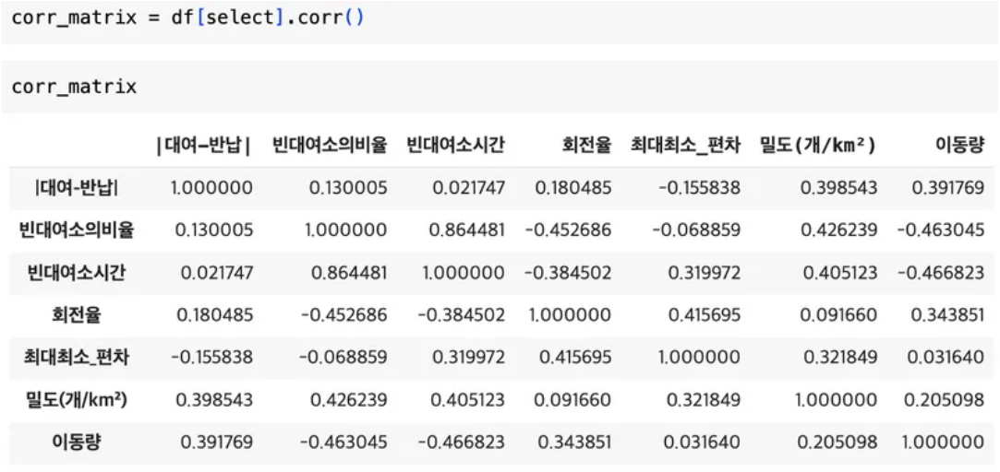 corr_matrix = df[select].corr()
corr_matrix
|대여-반납| 빈대여소의비율 빈대여소시간 회전율 최대최소_편차 밀도(개/km²) 이동량
|대여-반납| 1.000000 0.130005 0.021747 0.180485 -0.155838 0.398543 0.391769
빈대여소의비율 0.130005 1.000000 0.864481 -0.452686 -0.068859 0.426239 -0.463045
빈대여소시간 0.021747 0.864481 1.000000 -0.384502 0.319972 0.405123 -0.466823
회전율 0.180485 -0.452686 -0.384502 1.000000 0.415695 0.091660 0.343851
최대최소_편차 -0.155838 -0.068859 0.319972 0.415695 1.000000 0.321849 0.031640
밀도(개/km²) 0.398543 0.426239 0.405123 0.091660 0.321849 1.000000 0.205098
이동량 0.391769 -0.463045 -0.466823 0.343851 0.031640 0.205098 1.000000